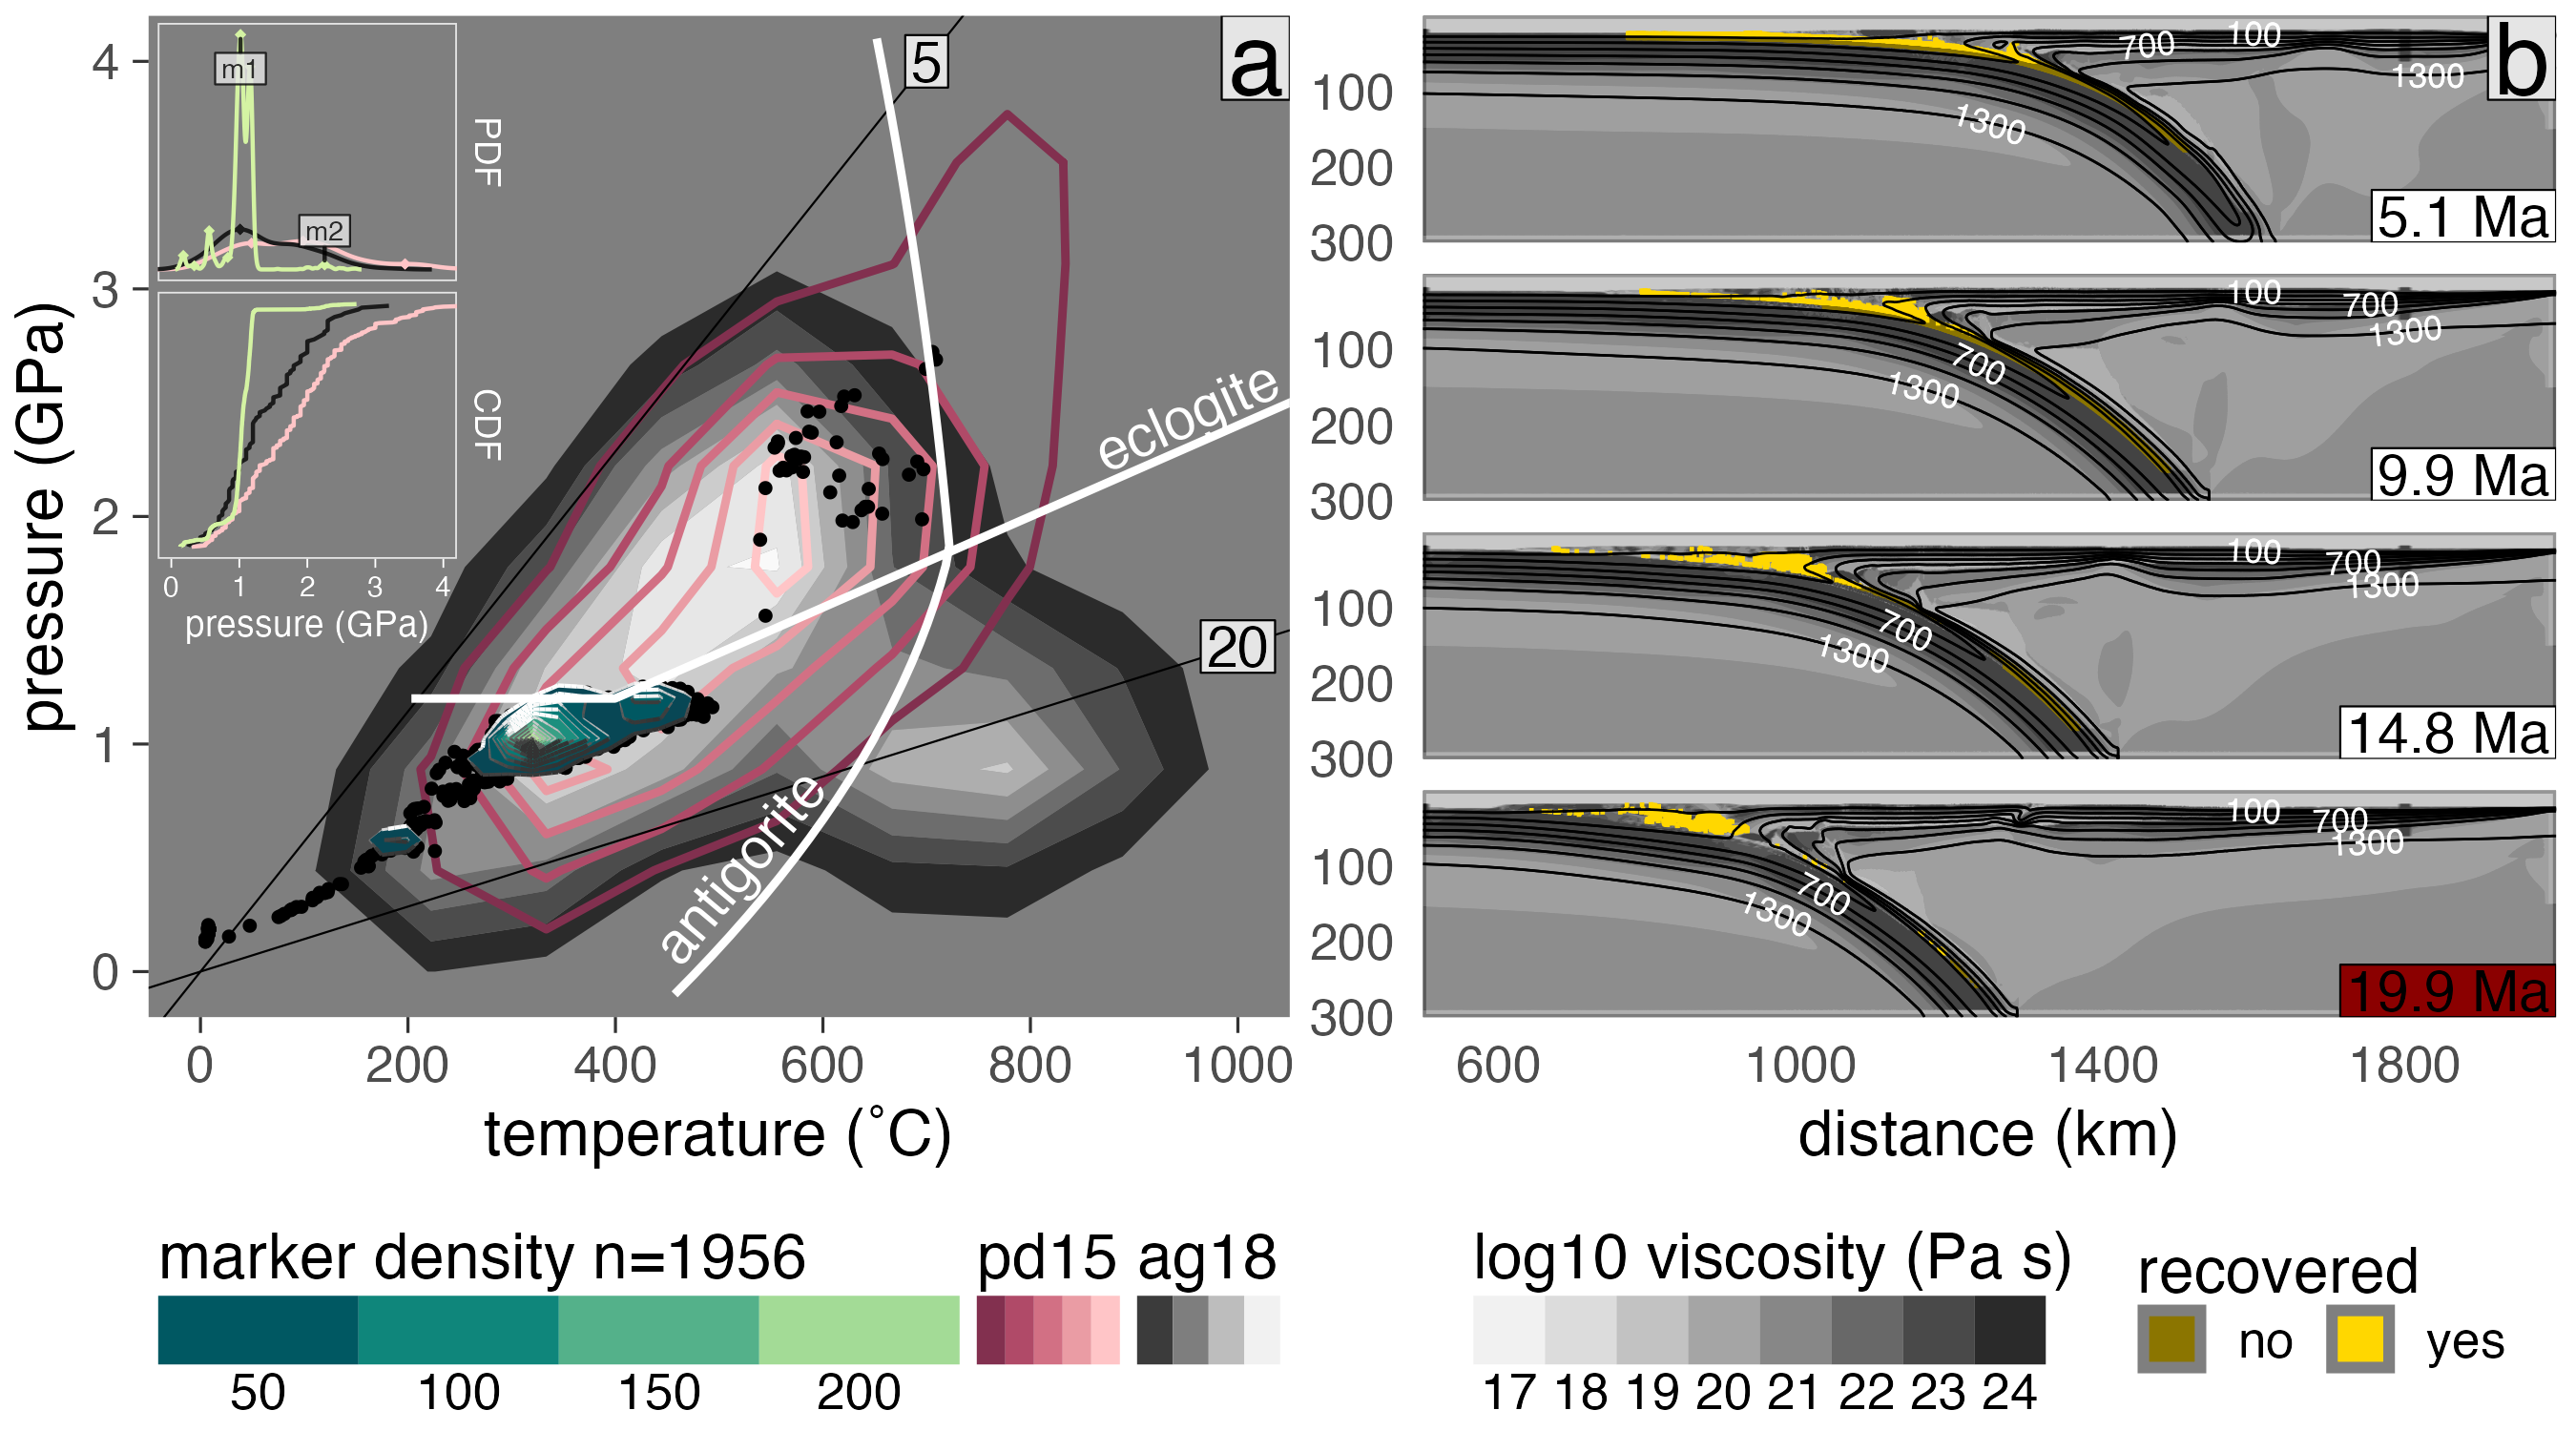 a
b
5
20
m1
m2
PDF
CDF
0 1 2 3 4
pressure (GPa)
eclogite
antigorite
4
3
2
1
0
pressure (GPa)
0 200 400 600 800 1000
temperature (˚C)
100 700 1300
1300
100
200
300
5.1 Ma
100 700 1300
700
1300
100
200
300
9.9 Ma
100 700 1300
700
1300
100
200
300
14.8 Ma
100 700 1300
700
1300
100
200
300
19.9 Ma
600 1000 1400 1800
distance (km)
marker density n=1956
50 100 150 200
pd15 ag18
log10 viscosity (Pa s)
17 18 19 20 21 22 23 24
recovered
no yes